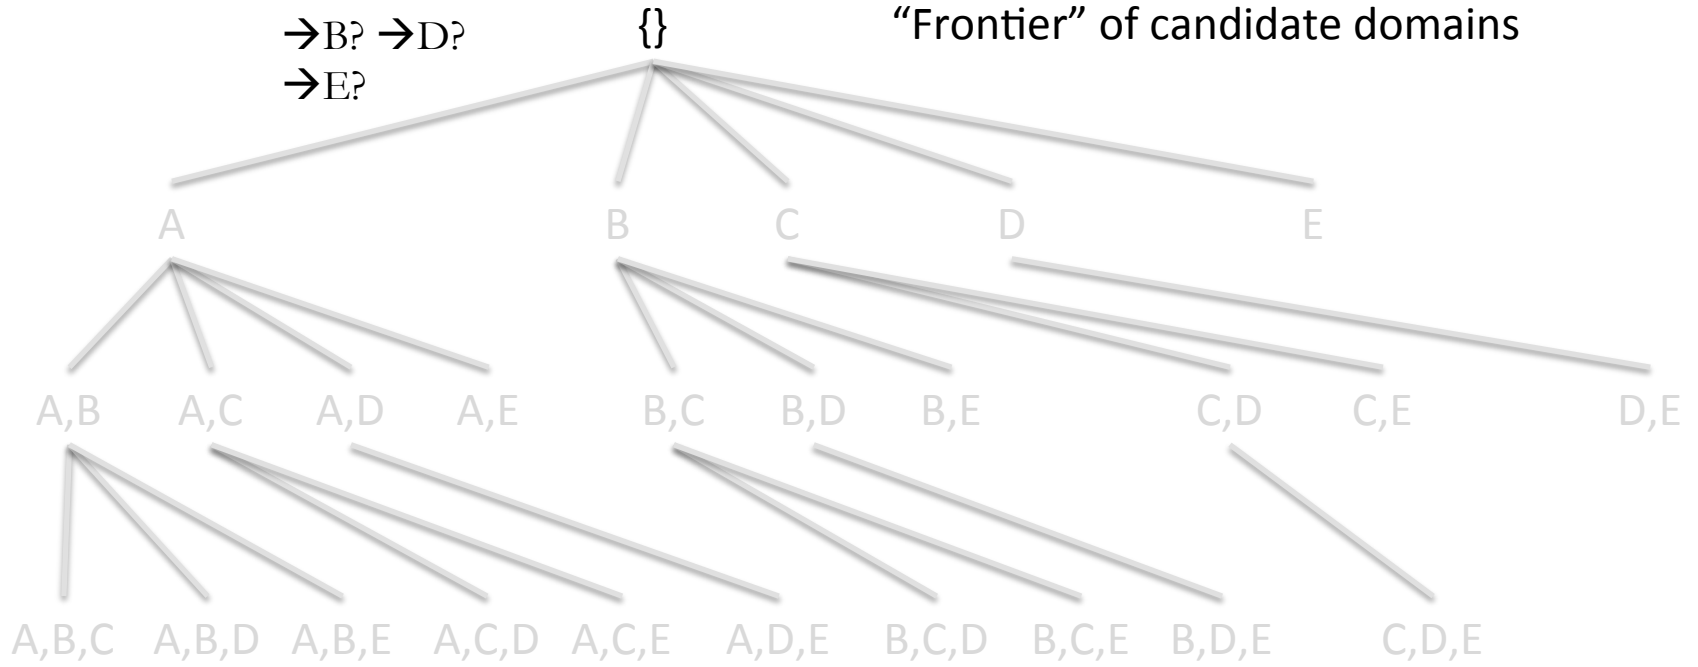 →B? →D?
→E?
{}
“Frontier” of candidate domains
A B C D E
A,B A,C A,D A,E B,C B,D B,E C,D C,E D,E
A,B,C A,B,D A,B,E A,C,D A,C,E A,D,E B,C,D B,C,E B,D,E C,D,E